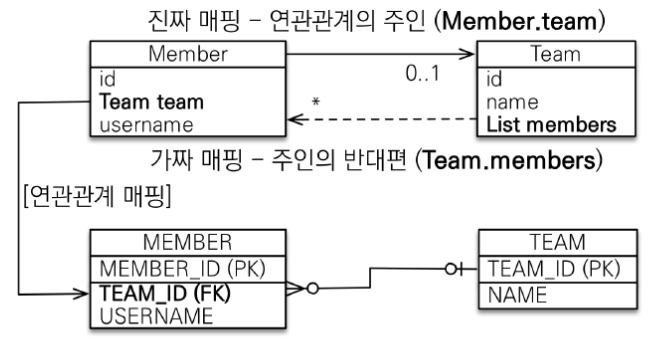 진짜 매핑 - 연관관계의 주인 (Member.team)
Member
id
Team team
username
0..1
*
Team
id
name
List members
가짜 매핑 - 주인의 반대편 (Team.members)
[연관관계 매핑]
MEMBER
MEMBER_ID (PK)
TEAM_ID (FK)
USERNAME
TEAM
TEAM_ID (PK)
NAME